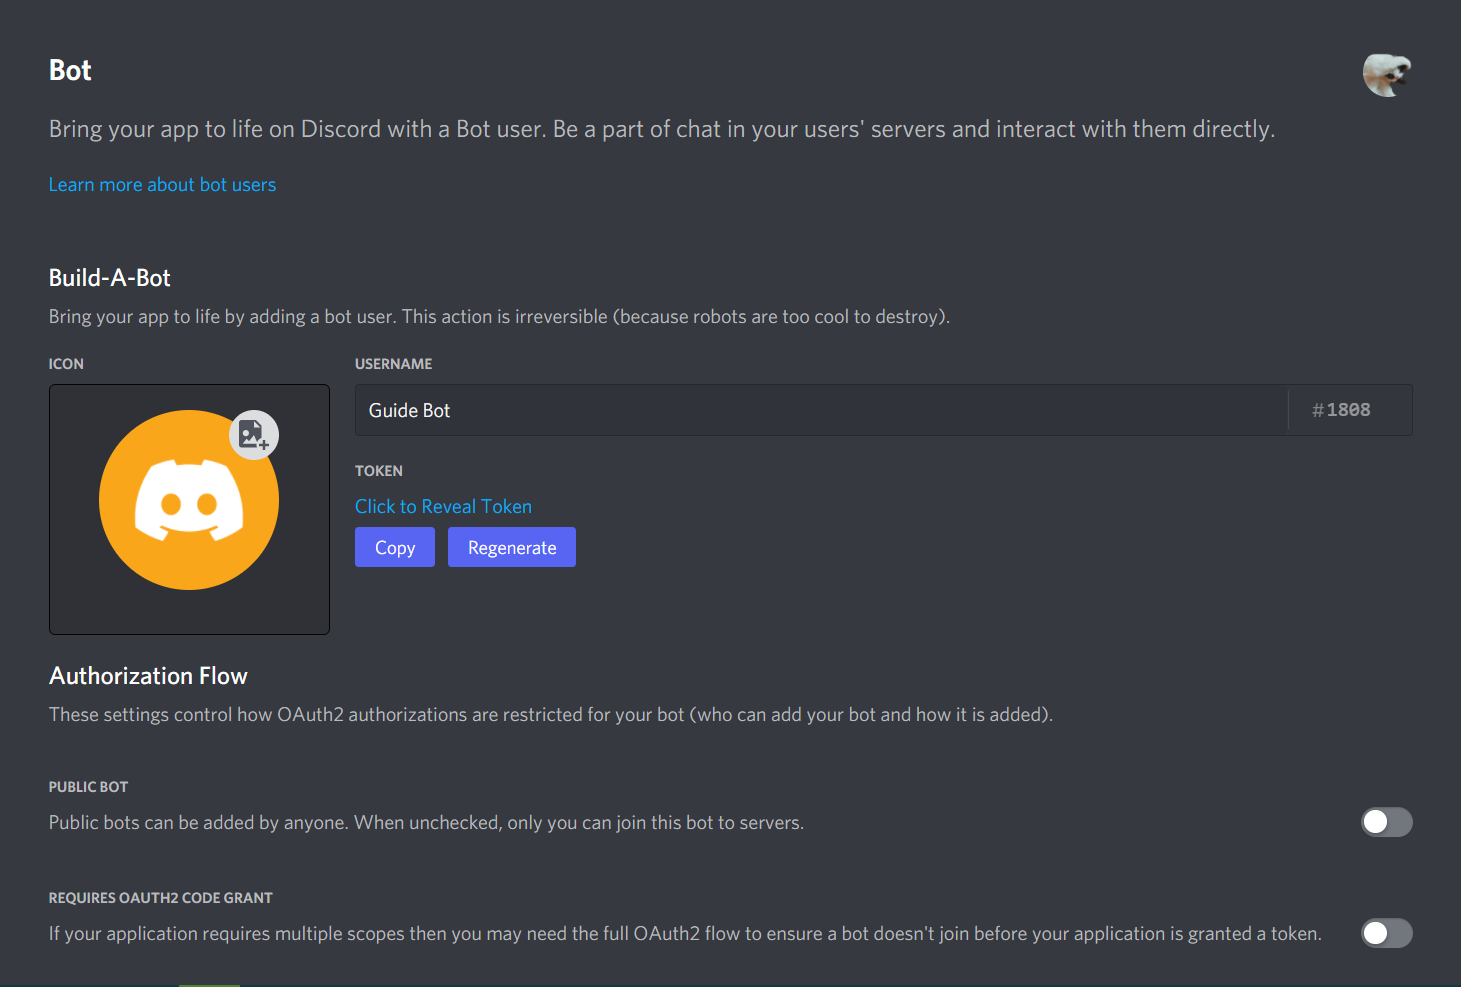 Bot
Bring your app to life on Discord with a Bot user. Be a part of chat in your users' servers and interact with them directly.
Learn more about bot users
Build-A-Bot
Bring your app to life by adding a bot user. This action is irreversible (because robots are too cool to destroy).
ICON
USERNAME
Guide Bot
#1808
TOKEN
Click to Reveal Token
Copy
Regenerate
Authorization Flow
These settings control how OAuth2 authorizations are restricted for your bot (who can add your bot and how it is added).
PUBLIC BOT
Public bots can be added by anyone. When unchecked, only you can join this bot to servers.
REQUIRES OAUTH2 CODE GRANT
If your application requires multiple scopes then you may need the full OAuth2 flow to ensure a bot doesn't join before your application is granted a token.